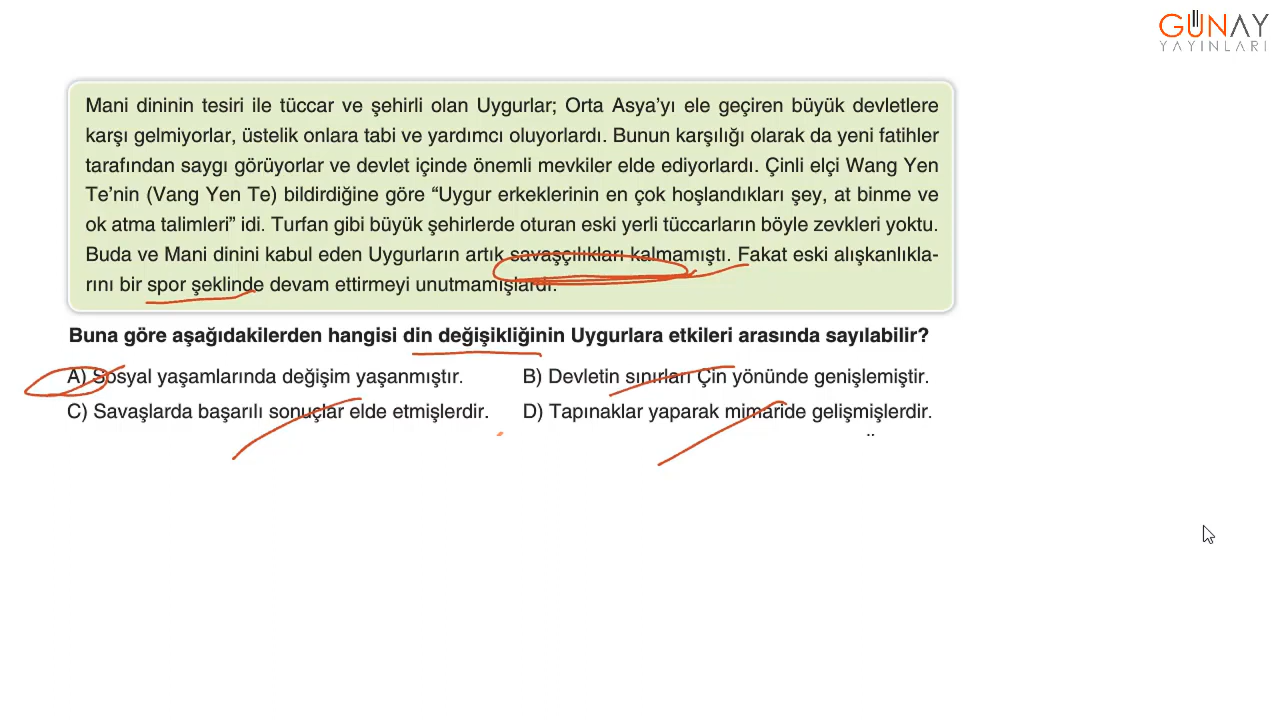 GÜNAY
YAYINLARI
Mani dininin tesiri ile tüccar ve şehirli olan Uygurlar; Orta Asya’yı ele geçiren büyük devletlere
karşı gelmiyorlar, üstelik onlara tabi ve yardımcı oluyorlardı. Bunun karşılığı olarak da yeni fatihler
tarafından saygı görüyorlar ve devlet içinde önemli mevkiler elde ediyorlardı. Çinli elçi Wang Yen
Te’nin (Vang Yen Te) bildirdiğine göre “Uygur erkeklerinin en çok hoşlandıkları şey, at binme ve
ok atma talimleri” idi. Turfan gibi büyük şehirlerde oturan eski yerli tüccarların böyle zevkleri yoktu.
Buda ve Mani dinini kabul eden Uygurların artık savaşçılıkları kalmamıştı. Fakat eski alışkanlıkla-
rını bir spor şeklinde devam ettirmeyi unutmamışlardı.
Buna göre aşağıdakilerden hangisi din değişikliğinin Uygurlara etkileri arasında sayılabilir?
A) Sosyal yaşamlarında değişim yaşanmıştır.
B) Devletin sınırları Çin yönünde genişlemiştir.
C) Savaşlarda başarılı sonuçlar elde etmişlerdir.
D) Tapınaklar yaparak mimaride gelişmişlerdir.